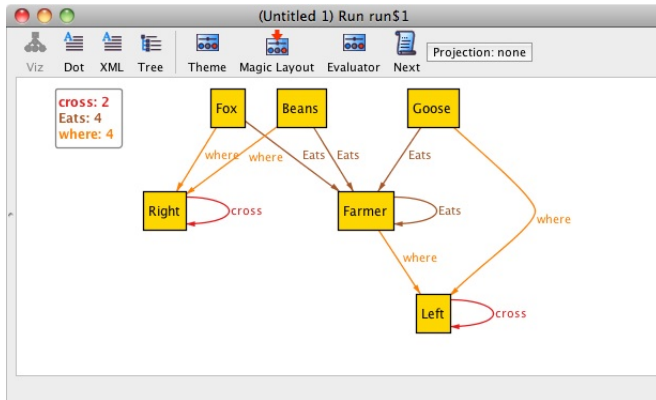 (Untitled 1) Run run$1
Viz Dot XML Tree Theme Magic Layout Evaluator Next Projection: none
cross: 2
Eats: 4
where: 4
Fox Beans Goose
where where Eats Eats Eats
Right cross Farmer Eats where
where
Left cross